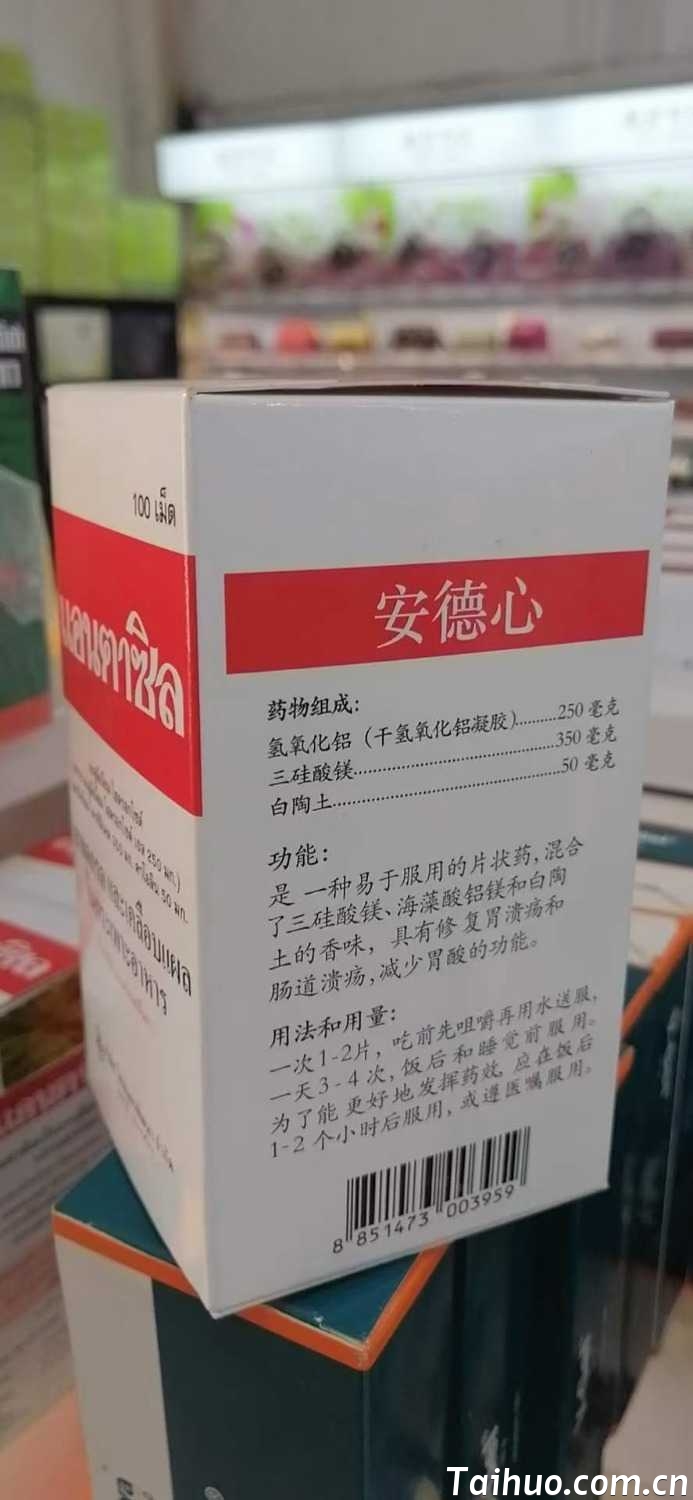 100 เม็ด
แอนตาซิล
安德心
药物组成:
氢氧化铝 (干氢氧化铝凝胶)..........250 毫克
三硅酸镁........................................350 毫克
白陶土..............................................50 毫克
功能:
是 一种易于服用的片状药, 混合
了三硅酸镁、海藻酸铝镁和白陶
土的香味, 具有修 复胃溃疡和
肠道溃疡, 减少胃酸的功能。
用法和用量:
一次1-2片, 吃前先咀嚼再用水送服,
一天3-4次, 饭后和睡觉前服用。
为了能 更好地发挥药效, 应在饭后
1-2 个小时后服用, 或遵医嘱服用。
8 851473 003959
Taihuo.com.cn